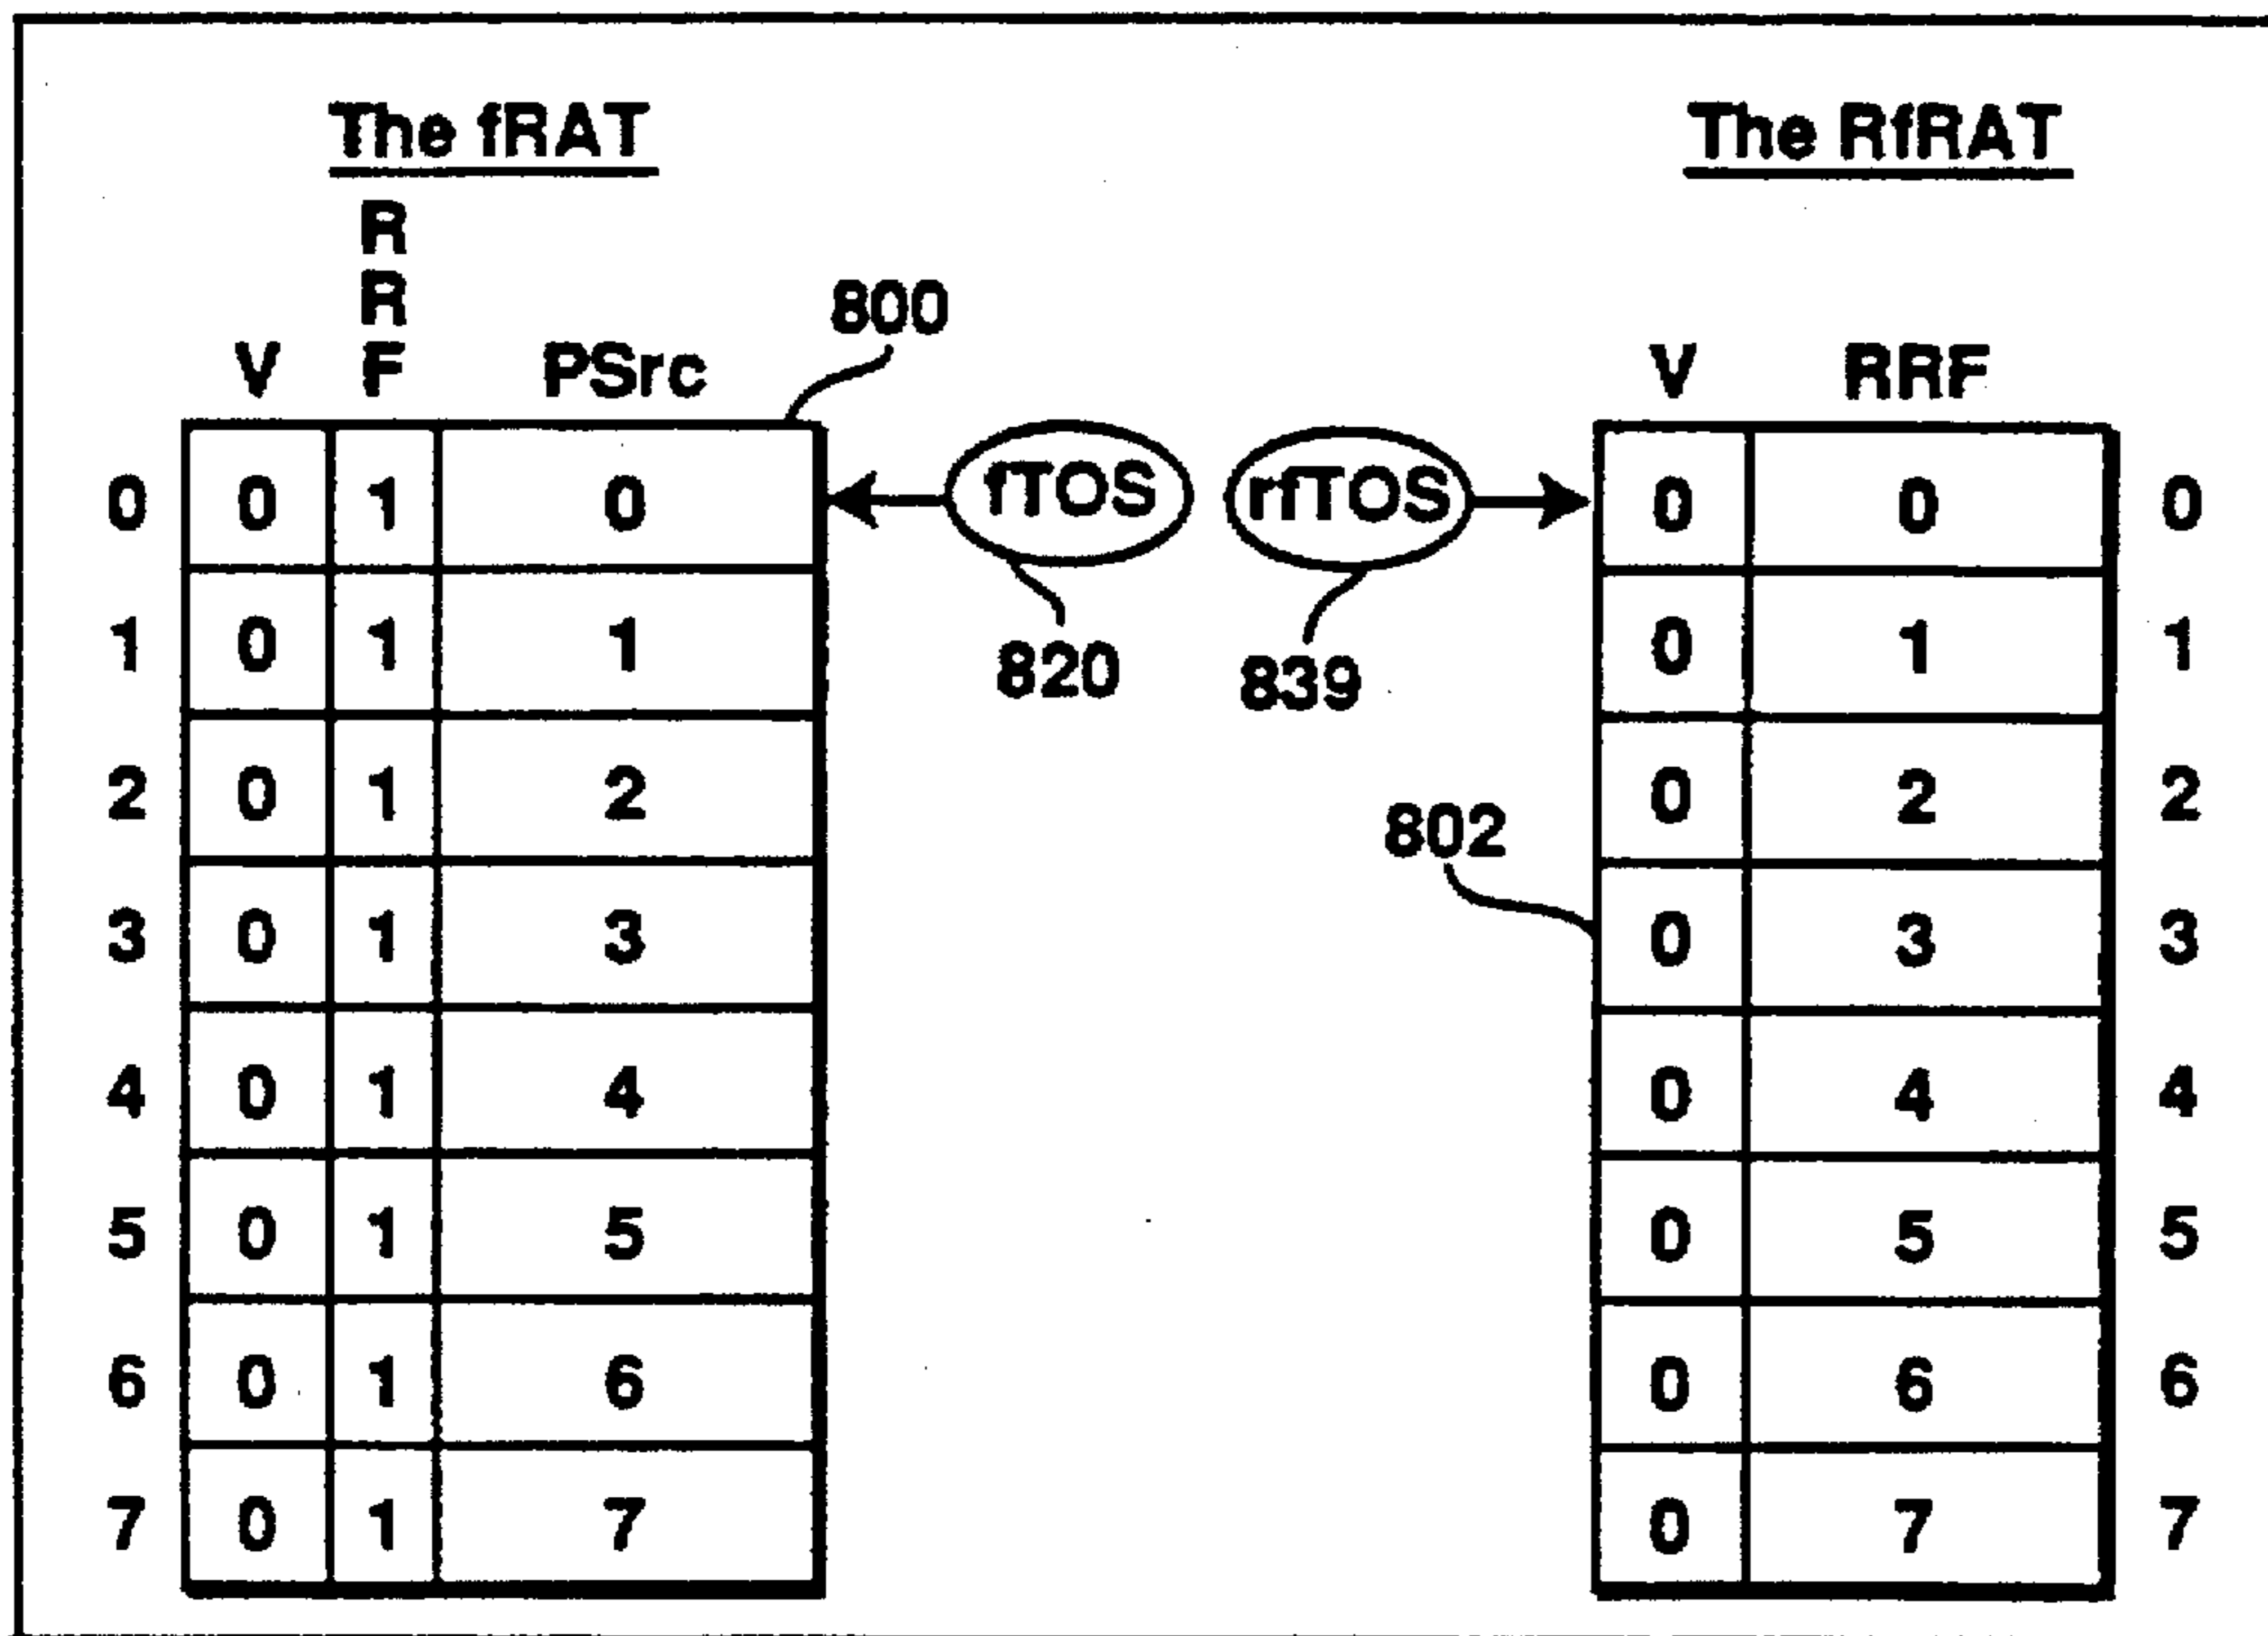 The fRAT
The RfRAT
R
R
V F PSrc
800
V RRF
0 0 1 0
fTOS
rfTOS
0 0 0
1 0 1 1
820
839
0 1 1
2 0 1 2
802
0 2 2
3 0 1 3
0 3 3
4 0 1 4
0 4 4
5 0 1 5
0 5 5
6 0 1 6
0 6 6
7 0 1 7
0 7 7